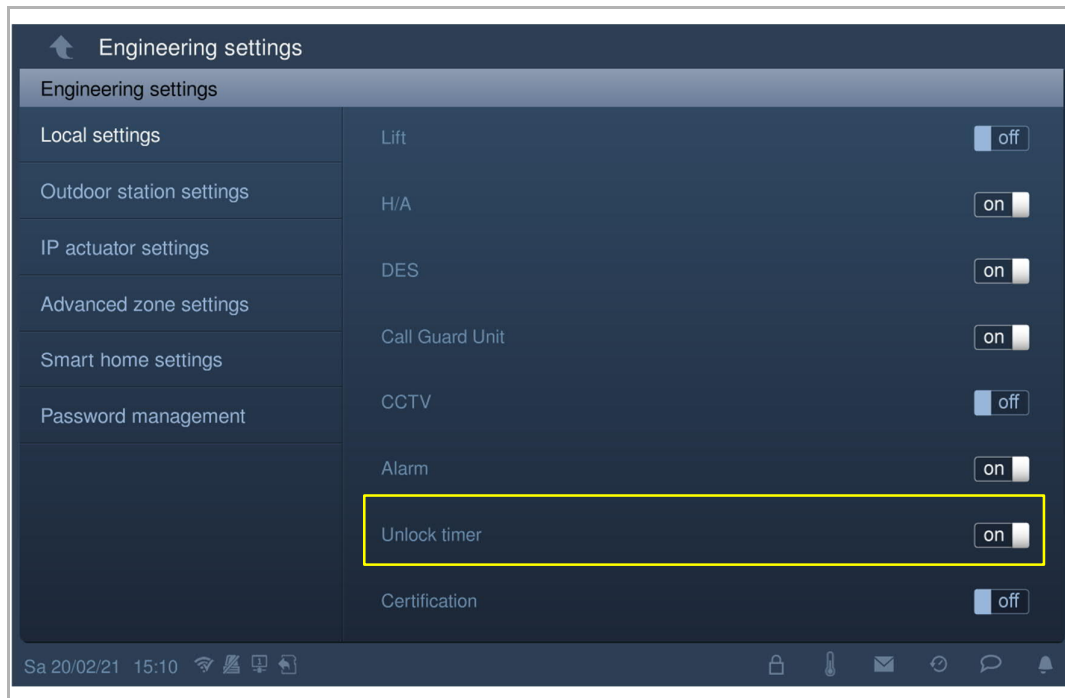 Engineering settings
Engineering settings
Local settings
Outdoor station settings
IP actuator settings
Advanced zone settings
Smart home settings
Password management
Lift off
H/A on
DES on
Call Guard Unit on
CCTV off
Alarm on
Unlock timer on
Certification off
Sa 20/02/21 15:10